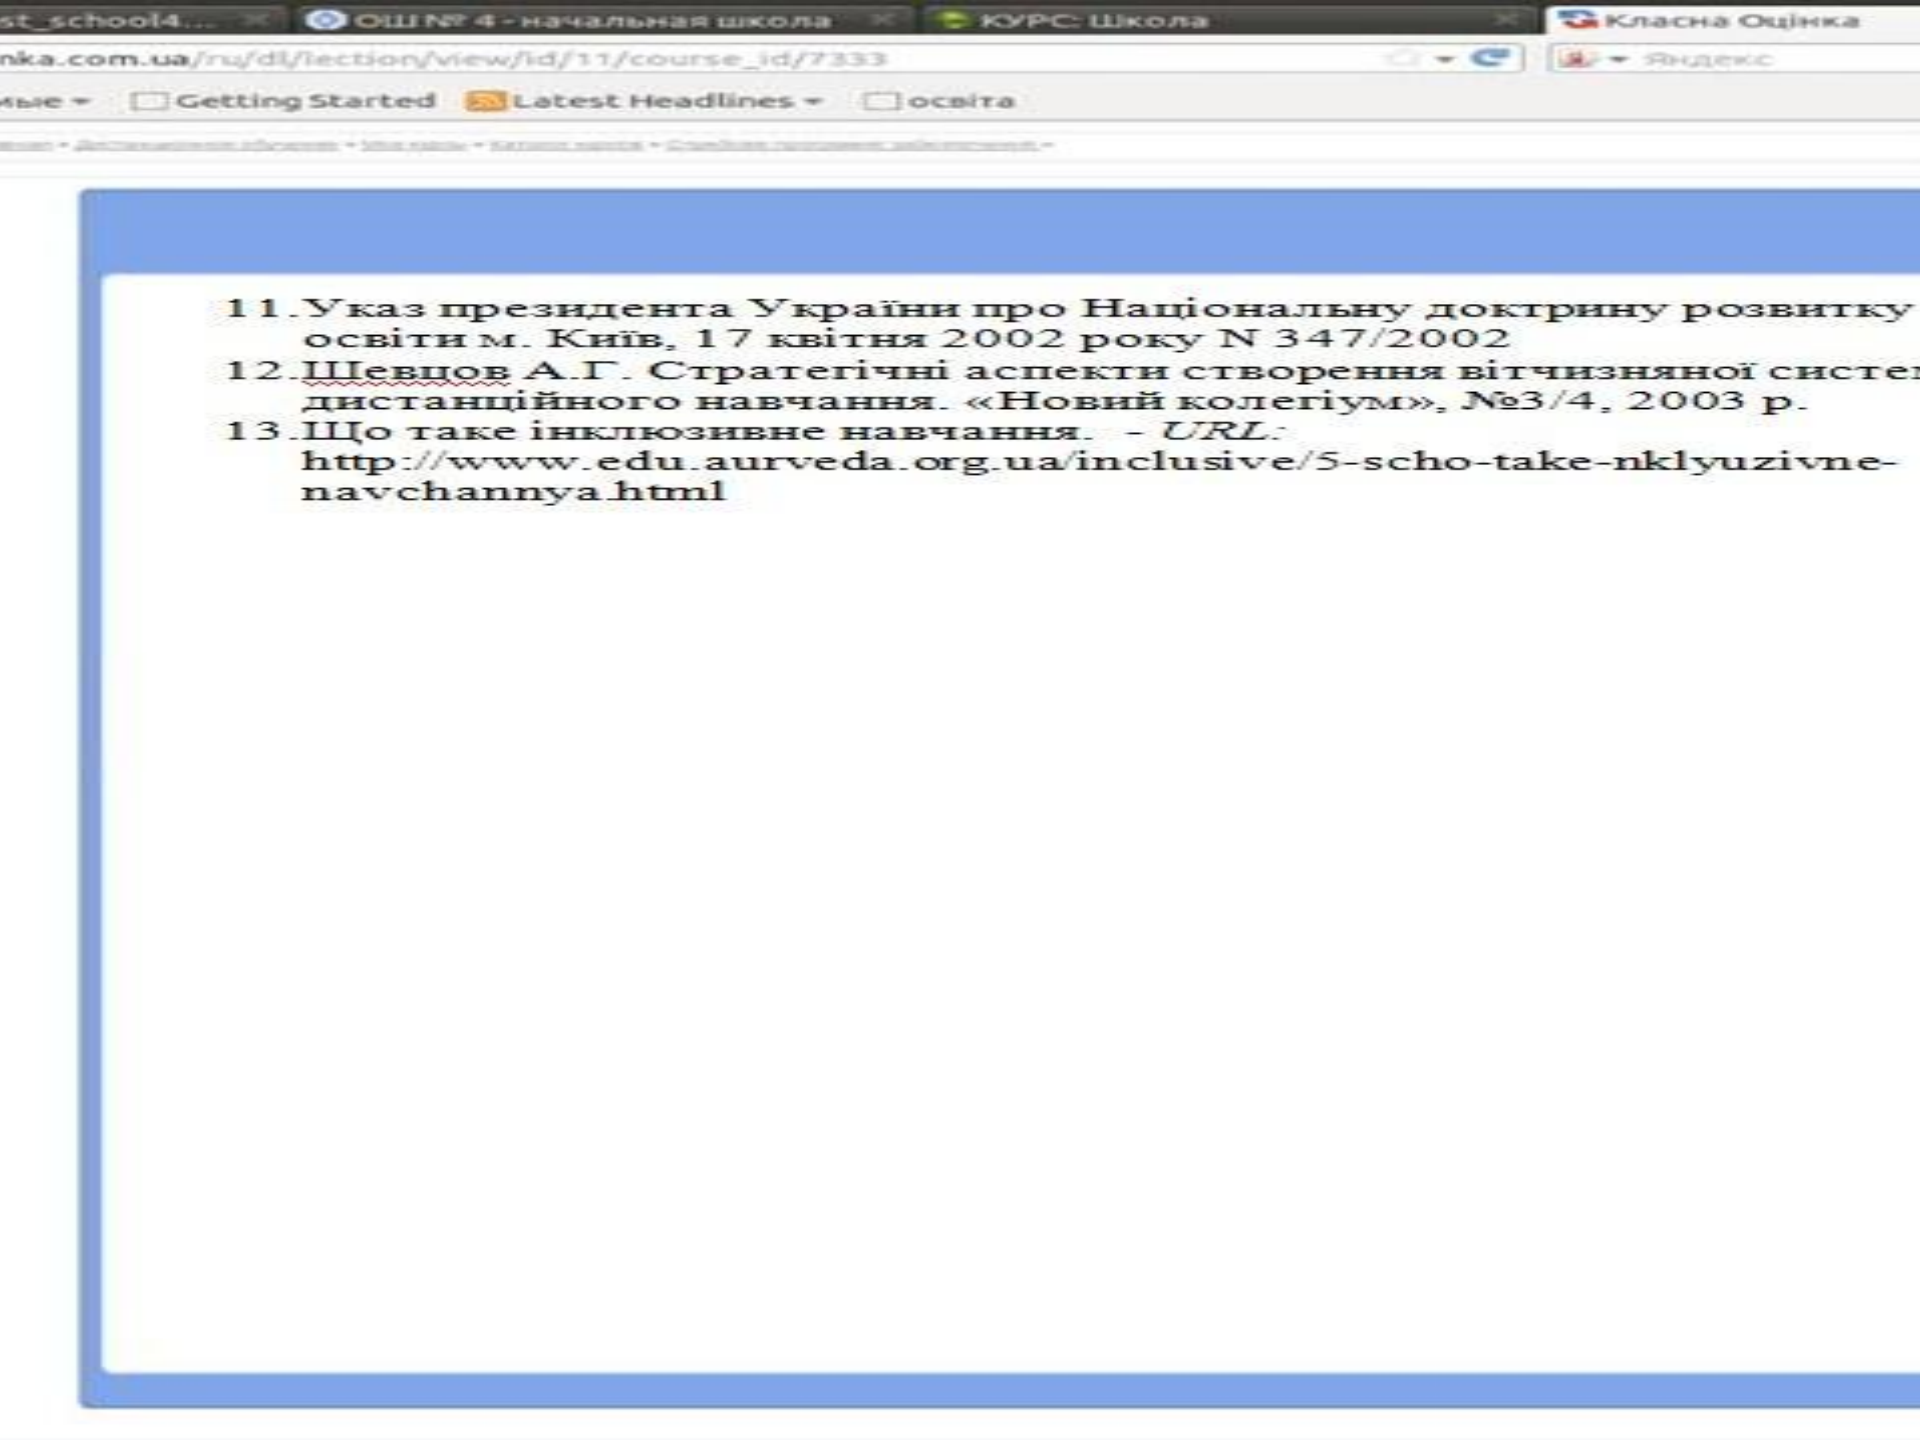 st_school4...
ОШ № 4 - начальная школа
КУРС: Школа
Класна Оцінка
nka.com.ua/ru/dl/lection/view/id/11/course_id/7333
Яндекс
Getting Started
Latest Headlines
освіта
11.Указ президента України про Національну доктрину розвитку
освіти м. Київ, 17 квітня 2002 року N 347/2002
12.Шевцов А.Г. Стратегічні аспекти створення вітчизняної систем
дистанційного навчання. «Новий колегіум», №3/4, 2003 р.
13.Що таке інклюзивне навчання. - URL:
http://www.edu.aurveda.org.ua/inclusive/5-scho-take-nklyuzivne-
navchannya.html